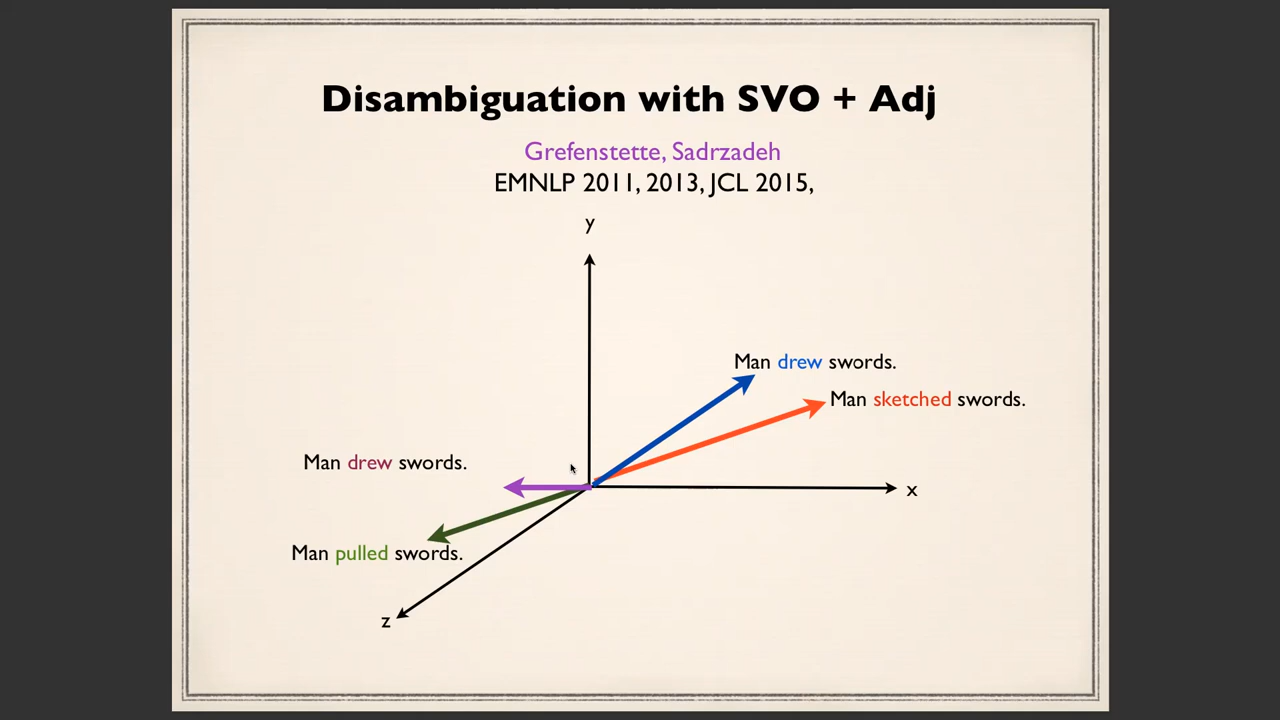 Disambiguation with SVO + Adj
Grefenstette, Sadrzadeh
EMNLP 2011, 2013, JCL 2015,
y
Man drew swords.
Man sketched swords.
Man drew swords.
x
Man pulled swords.
z